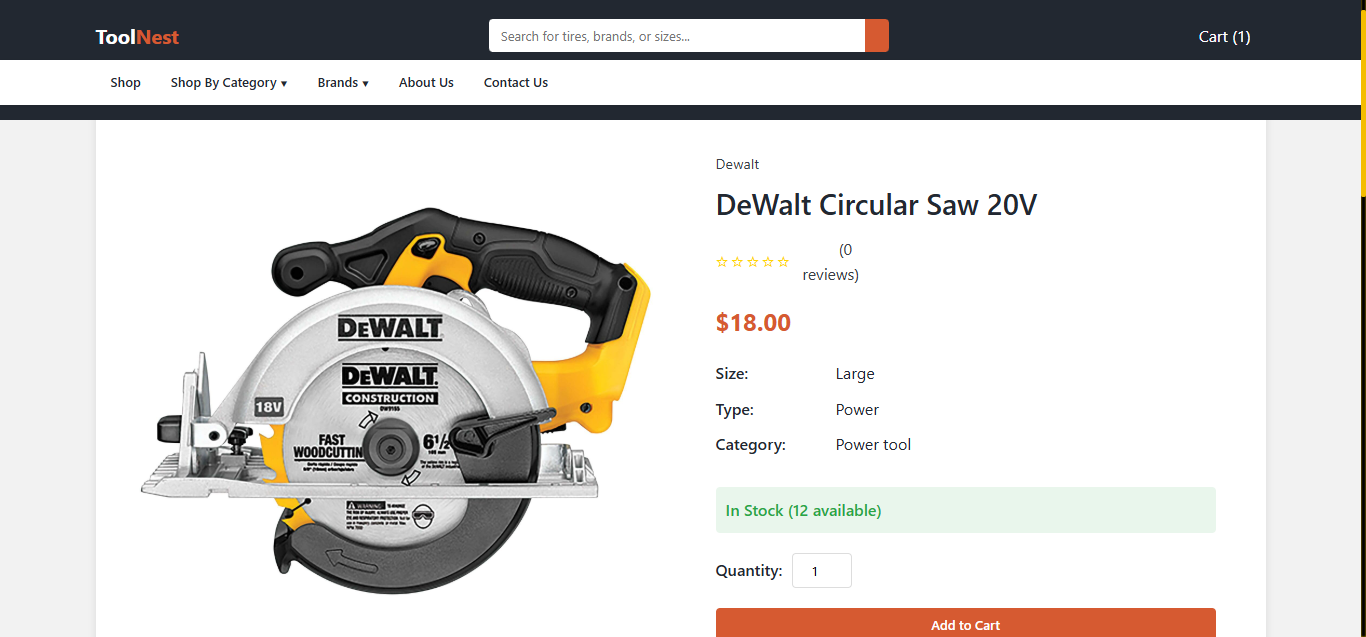 ToolNest
Search for tires, brands, or sizes...
Cart (1)
Shop
Shop By Category ▾
Brands ▾
About Us
Contact Us
Dewalt
DeWalt Circular Saw 20V
☆☆☆☆☆
(0
reviews)
$18.00
Size: Large
Type: Power
Category: Power tool
In Stock (12 available)
Quantity: 1
Add to Cart
DEWALT
DEWALT
CONSTRUCTION
DW9155
18V
FAST
WOODCUTTIN
6 1/2
WARNING